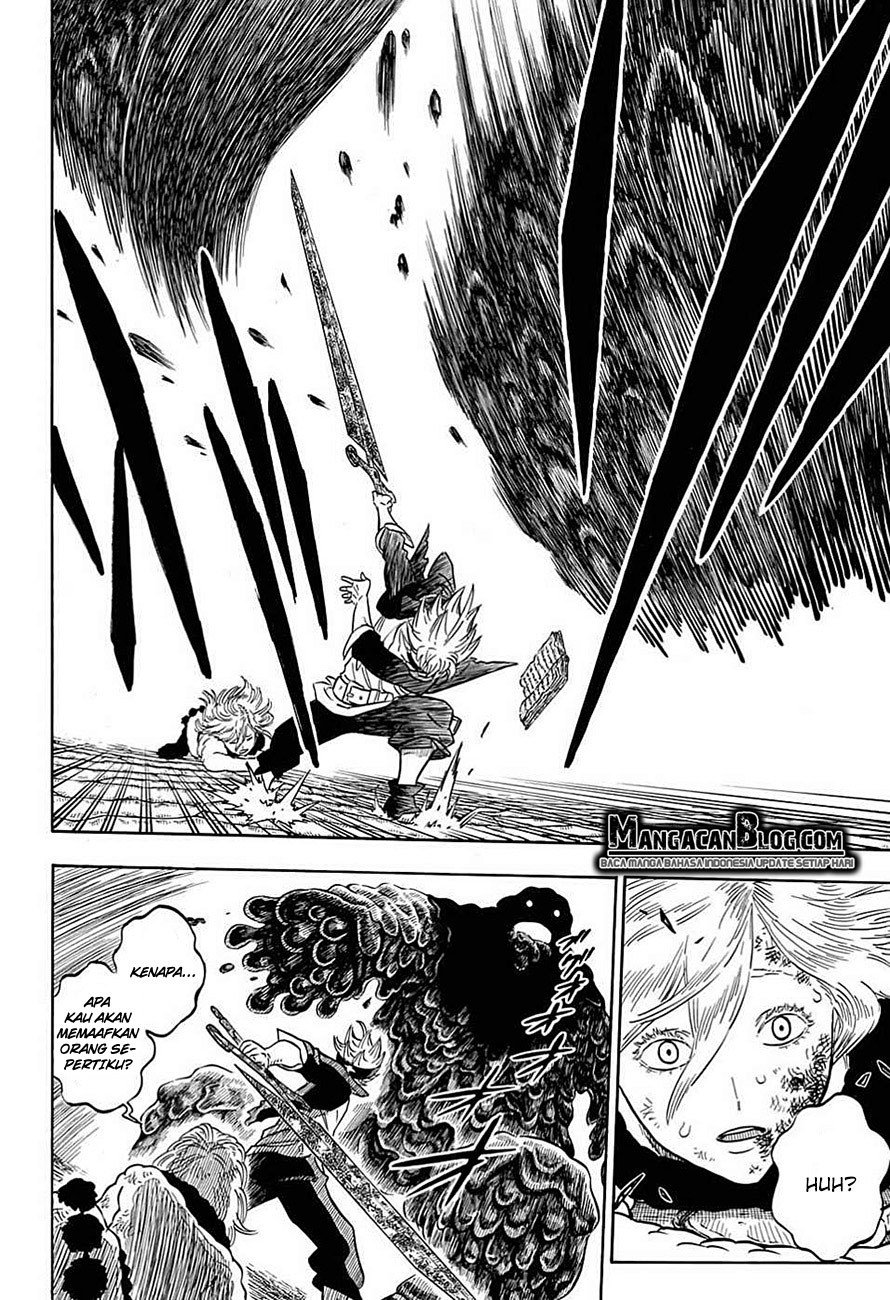 MANGACANBLOG.COM
BACA MANGA BAHASA INDONESIA UPDATE SETIAP HARI
HUH?
KENAPA...
APA
KAU AKAN
MEMAAFKAN
ORANG SE-
PERTIKU?